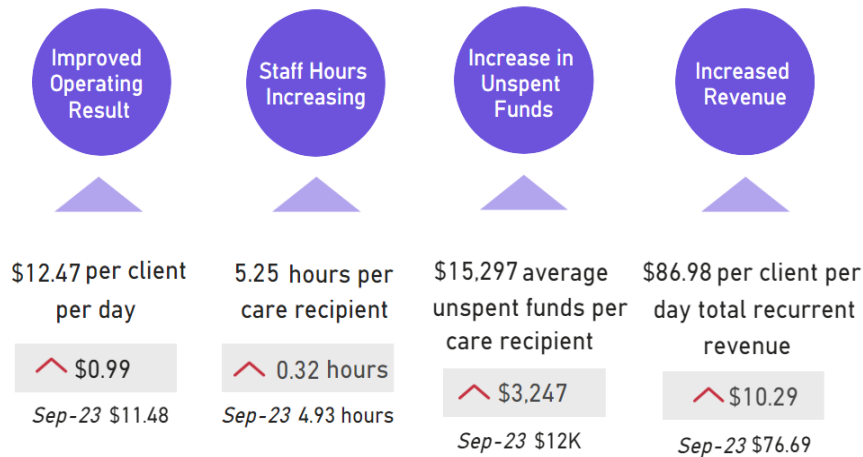 Improved
Operating
Result
Staff Hours
Increasing
Increase in
Unspent
Funds
Increased
Revenue
$12.47 per client
per day
$0.99
Sep-23 $11.48
5.25 hours per
care recipient
0.32 hours
Sep-23 4.93 hours
$15,297 average
unspent funds per
care recipient
$3,247
Sep-23 $12K
$86.98 per client per
day total recurrent
revenue
$10.29
Sep-23 $76.69